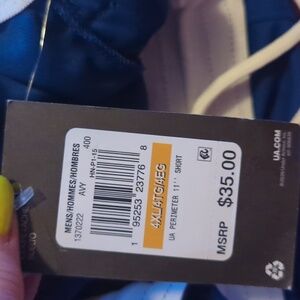 MENS/HOMMES/HOMBRES
1370222 AVY HN-P1-15 400
1 95253 23776 8
4XL/4TG/4EG
UA PERIMETER 11'' SHORT
MSRP $35.00
UA.COM